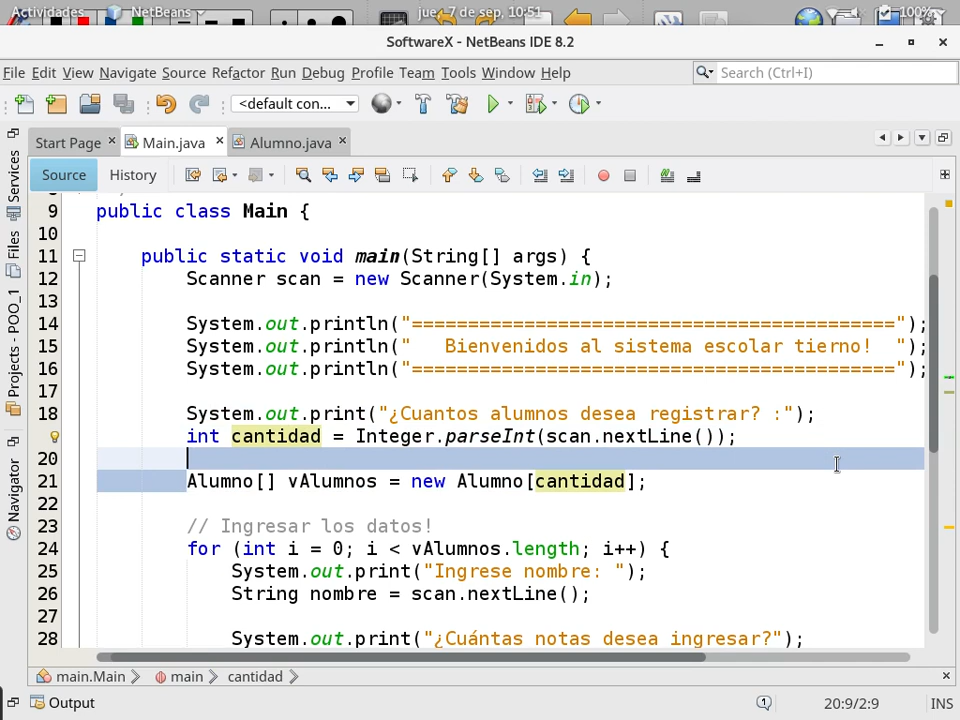 Actividades NetBeans jue 7 de sep, 10:51 100%
SoftwareX - NetBeans IDE 8.2
File Edit View Navigate Source Refactor Run Debug Profile Team Tools Window Help Search (Ctrl+I)
<default con...
Start Page Main.java Alumno.java
Source History
Services
Files
Projects - POO_1
Navigator
9 public class Main {
10
11 public static void main(String[] args) {
12 Scanner scan = new Scanner(System.in);
13
14 System.out.println("===========================================");
15 System.out.println("   Bienvenidos al sistema escolar tierno!  ");
16 System.out.println("===========================================");
17
18 System.out.print("¿Cuantos alumnos desea registrar? :");
int cantidad = Integer.parseInt(scan.nextLine());
20
21 Alumno[] vAlumnos = new Alumno[cantidad];
22
23 // Ingresar los datos!
24 for (int i = 0; i < vAlumnos.length; i++) {
25 System.out.print("Ingrese nombre: ");
26 String nombre = scan.nextLine();
27
28 System.out.print("¿Cuántas notas desea ingresar?");
main.Main main cantidad
Output 1 20:9/2:9 INS